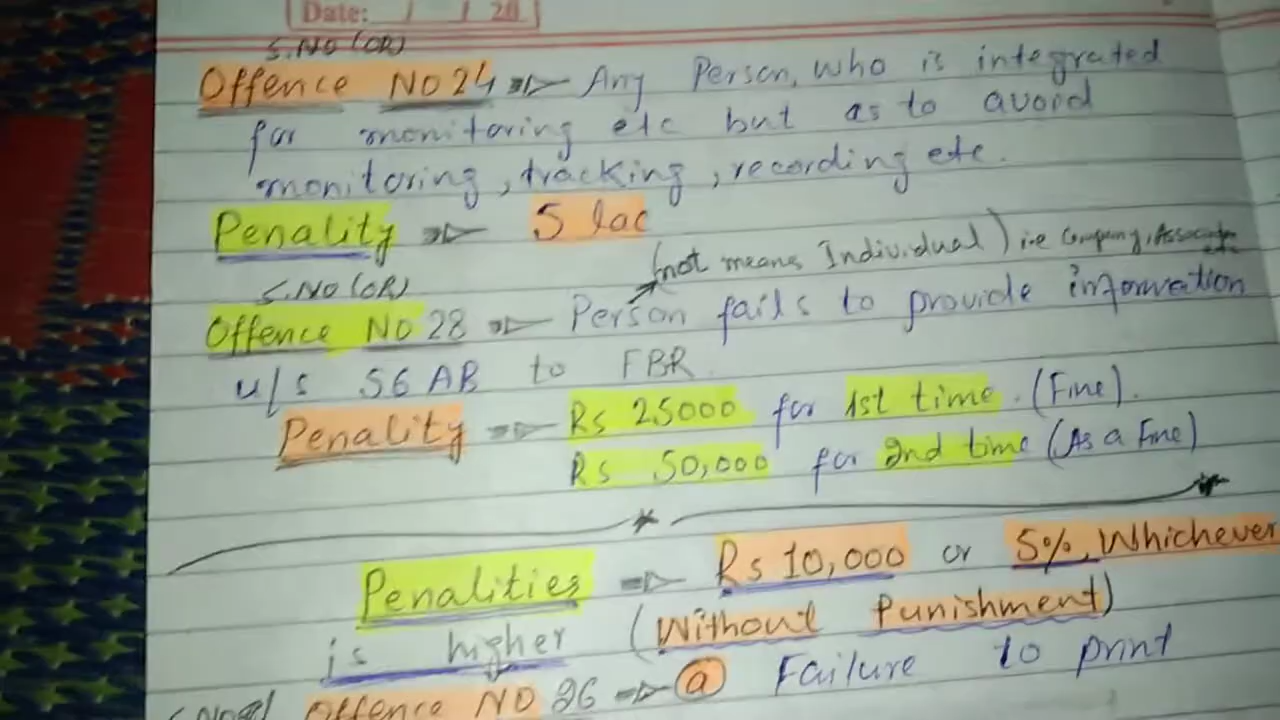 Date: / / 20
S.NO (OR)
Offence NO 24 ⇒ Any Person, who is integrated
for monitoring etc but as to avoid
monitoring, tracking, recording etc.
Penality ⇒ 5 lac
(not means Individual) i.e Company, Associ
S.NO (OR)
Offence NO 28 ⇒ Person fails to provide information
u/s 56 AB to FBR
Penality ⇒ Rs 25000 for 1st time. (Fine).
Rs 50,000 for 2nd time (As a Fine)
Penalities ⇒ Rs 10,000 or 5%, Whichever
is higher (Without Punishment)
Offence NO 26 ⇒ (a) Failure to print